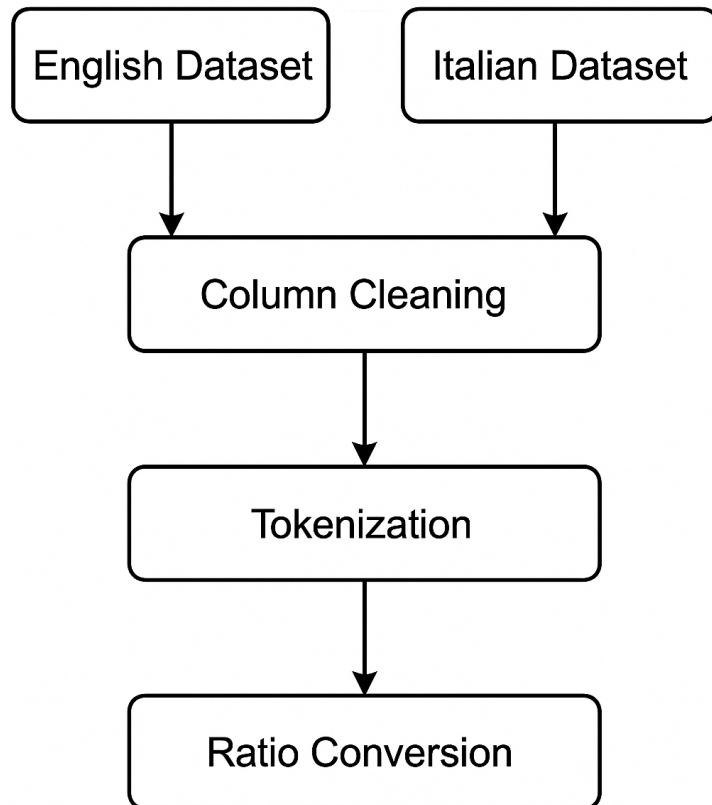 English Dataset
Italian Dataset
Column Cleaning
Tokenization
Ratio Conversion